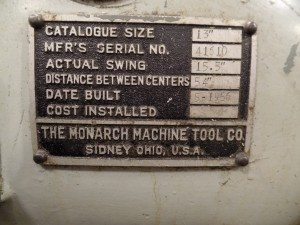 CATALOGUE SIZE 13"
MFR'S SERIAL NO.
ACTUAL SWING 15.5"
DISTANCE BETWEEN CENTERS 54"
DATE BUILT
COST INSTALLED
THE MONARCH MACHINE TOOL CO.
SIDNEY OHIO, U.S.A.